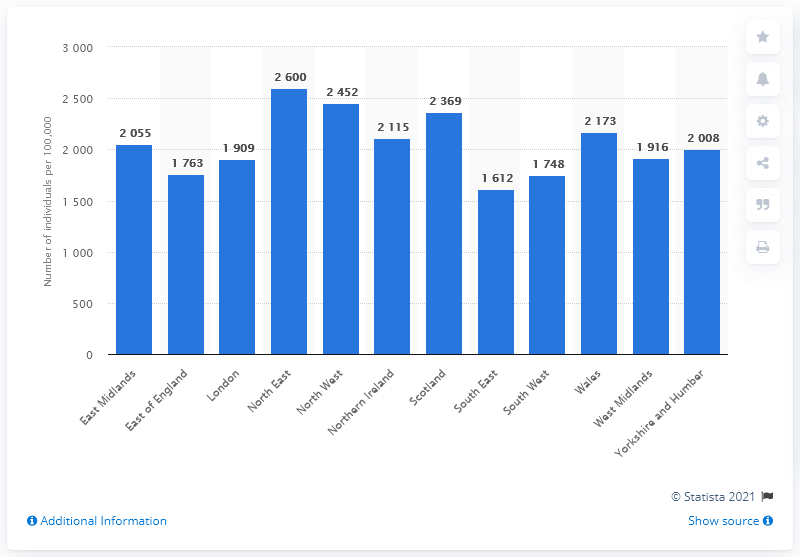 3 000
2 500
2 000
1 500
1 000
500
0
Number of individuals per 100,000
2 055
1 763
1 909
2 600
2 452
2 115
2 369
1 612
1 748
2 173
1 916
2 008
East Midlands
East of England
London
North East
North West
Northern Ireland
Scotland
South East
South West
Wales
West Midlands
Yorkshire and Humber
© Statista 2021
Additional Information
Show source